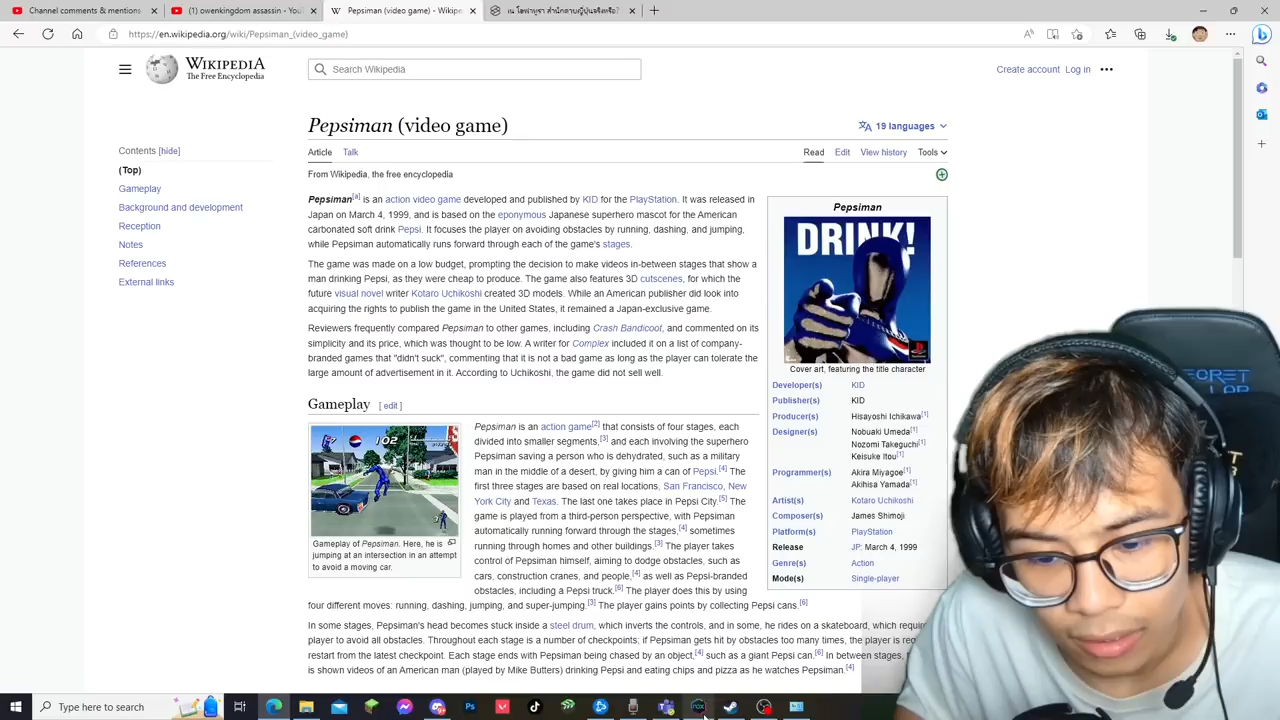 Channel comments & mentions
(1) owenkingdom assassin - You
Pepsiman (video game) - Wikipe
https://en.wikipedia.org/wiki/Pepsiman_(video_game)
WIKIPEDIA
The Free Encyclopedia
Search Wikipedia
Create account Log in
Pepsiman (video game)
19 languages
Article Talk
Read Edit View history Tools
From Wikipedia, the free encyclopedia
Contents [hide]
(Top)
Gameplay
Background and development
Reception
Notes
References
External links
Pepsiman[a] is an action video game developed and published by KID for the PlayStation. It was released in
Japan on March 4, 1999, and is based on the eponymous Japanese superhero mascot for the American
carbonated soft drink Pepsi. It focuses the player on avoiding obstacles by running, dashing, and jumping,
while Pepsiman automatically runs forward through each of the game's stages.
The game was made on a low budget, prompting the decision to make videos in-between stages that show a
man drinking Pepsi, as they were cheap to produce. The game also features 3D cutscenes, for which the
future visual novel writer Kotaro Uchikoshi created 3D models. While an American publisher did look into
acquiring the rights to publish the game in the United States, it remained a Japan-exclusive game.
Reviewers frequently compared Pepsiman to other games, including Crash Bandicoot, and commented on its
simplicity and its price, which was thought to be low. A writer for Complex included it on a list of company-
branded games that "didn't suck", commenting that it is not a bad game as long as the player can tolerate the
large amount of advertisement in it. According to Uchikoshi, the game did not sell well.
Pepsiman
DRINK!
Cover art, featuring the title character
Developer(s) KID
Publisher(s) KID
Producer(s) Hisayoshi Ichikawa[1]
Designer(s) Nobuaki Umeda[1]
Nozomi Takeguchi[1]
Keisuke Itou[1]
Programmer(s) Akira Miyagoe[1]
Akihisa Yamada[1]
Artist(s) Kotaro Uchikoshi
Composer(s) James Shimoji
Platform(s) PlayStation
Release JP: March 4, 1999
Genre(s) Action
Mode(s) Single-player
Gameplay [ edit ]
102
Gameplay of Pepsiman. Here, he is
jumping at an intersection in an attempt
to avoid a moving car.
Pepsiman is an action game[2] that consists of four stages, each
divided into smaller segments,[3] and each involving the superhero
Pepsiman saving a person who is dehydrated, such as a military
man in the middle of a desert, by giving him a can of Pepsi.[4] The
first three stages are based on real locations, San Francisco, New
York City and Texas. The last one takes place in Pepsi City.[5] The
game is played from a third-person perspective, with Pepsiman
automatically running forward through the stages,[4] sometimes
running through homes and other buildings.[3] The player takes
control of Pepsiman himself, aiming to dodge obstacles, such as
cars, construction cranes, and people,[4] as well as Pepsi-branded
obstacles, including a Pepsi truck.[6] The player does this by using
four different moves: running, dashing, jumping, and super-jumping.[3] The player gains points by collecting Pepsi cans.[6]
In some stages, Pepsiman's head becomes stuck inside a steel drum, which inverts the controls, and in some, he rides on a skateboard, which requir
player to avoid all obstacles. Throughout each stage is a number of checkpoints; if Pepsiman gets hit by obstacles too many times, the player is
restart from the latest checkpoint. Each stage ends with Pepsiman being chased by an object,[4] such as a giant Pepsi can.[6] In between stages,
is shown videos of an American man (played by Mike Butters) drinking Pepsi and eating chips and pizza as he watches Pepsiman.[4]
SECRET
LAB
Type here to search